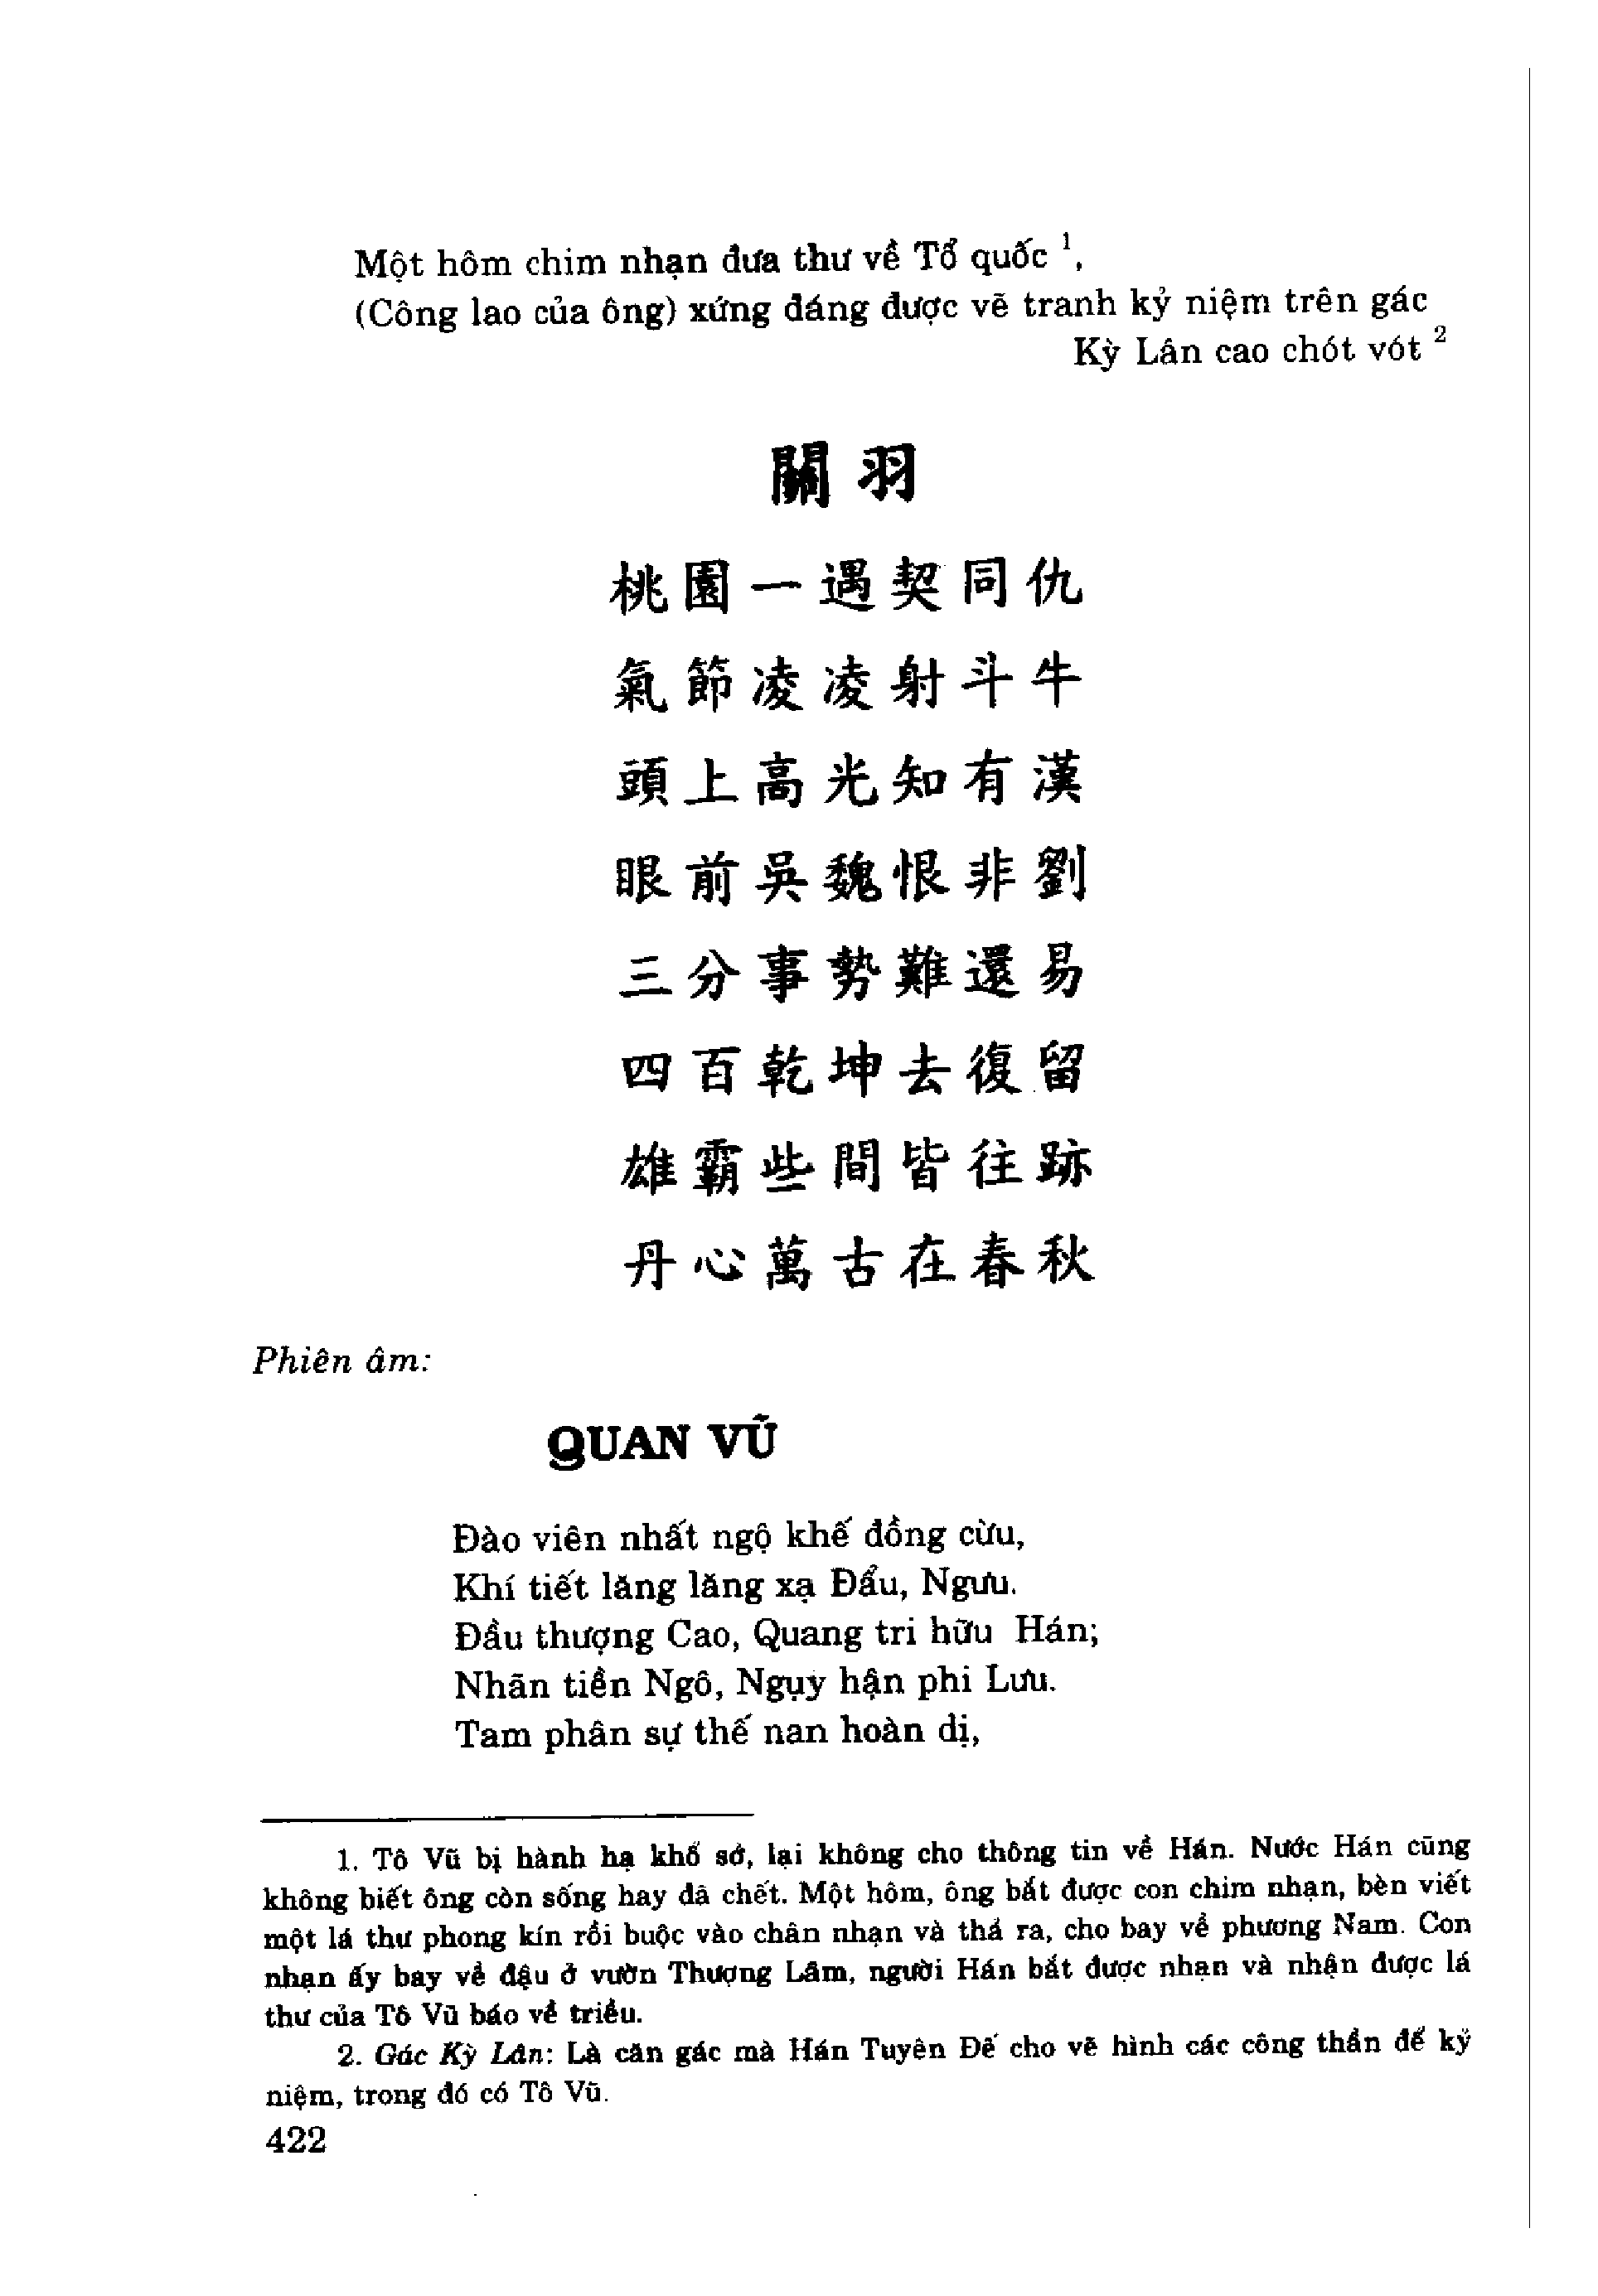 Một hôm chim nhạn đưa thư về Tổ quốc ¹,
(Công lao của ông) xứng đáng được vẽ tranh kỷ niệm trên gác
Kỳ Lân cao chót vót ²
關羽
桃園一遇契同仇
氣節凌凌射斗牛
頭上高光知有漢
眼前吳魏恨非劉
三分事勢難還易
四百乾坤去復留
雄霸些間皆往跡
丹心萬古在春秋
Phiên âm:
QUAN VŨ
Đào viên nhất ngộ khế đồng cừu,
Khí tiết lăng lăng xạ Đẩu, Ngưu.
Đầu thượng Cao, Quang tri hữu Hán;
Nhãn tiền Ngô, Ngụy hận phi Lưu.
Tam phân sự thế nan hoàn dị,
1. Tô Vũ bị hành hạ khổ sở, lại không cho thông tin về Hán. Nước Hán cũng
không biết ông còn sống hay đã chết. Một hôm, ông bắt được con chim nhạn, bèn viết
một lá thư phong kín rồi buộc vào chân nhạn và thả ra, cho bay về phương Nam. Con
nhạn ấy bay về đậu ở vườn Thượng Lâm, người Hán bắt được nhạn và nhận được lá
thư của Tô Vũ báo về triều.
2. Gác Kỳ Lân: Là căn gác mà Hán Tuyên Đế cho vẽ hình các công thần để kỷ
niệm, trong đó có Tô Vũ.
422